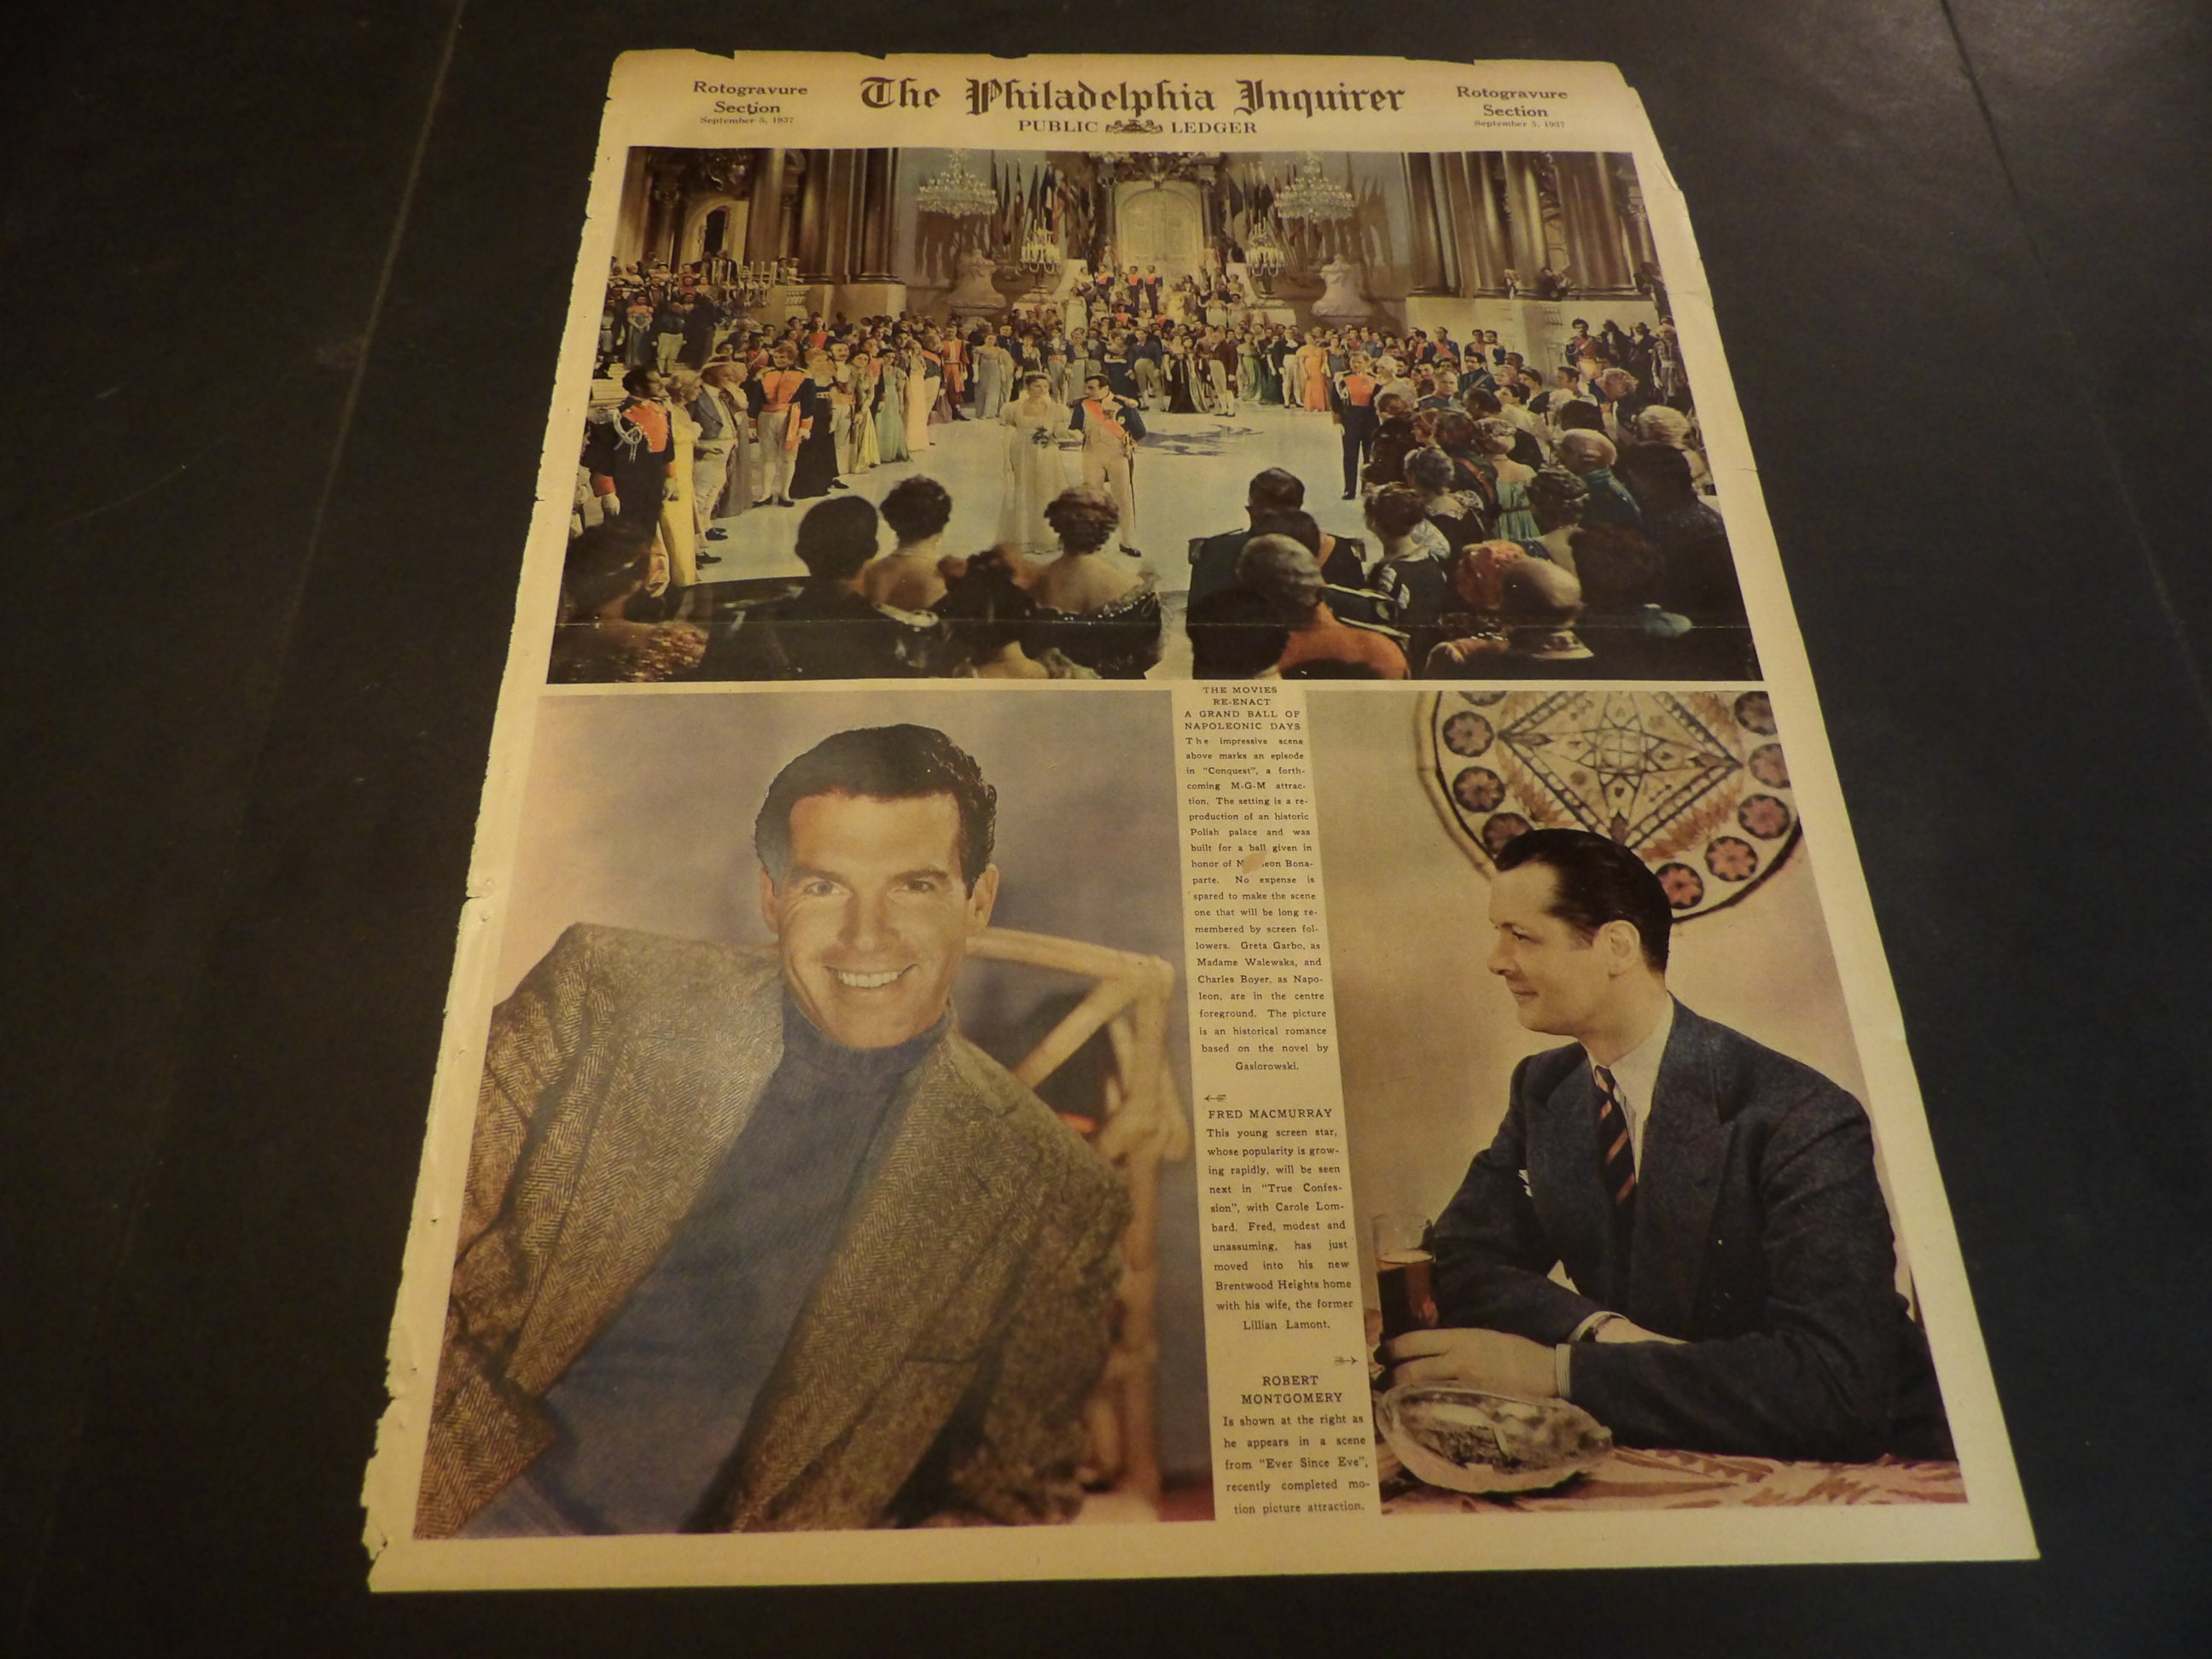 Rotogravure
Section
September 5, 1937
The Philadelphia Inquirer
PUBLIC LEDGER
Rotogravure
Section
September 5, 1937
THE MOVIES
RE-ENACT
A GRAND BALL OF
NAPOLEONIC DAYS
The impressive scene
above marks an episode
in "Conquest", a forth-
coming M-G-M attrac-
tion. The setting is a re-
production of an historic
Polish palace and was
built for a ball given in
honor of N eon Bona-
parte. No expense is
spared to make the scene
one that will be long re-
membered by screen fol-
lowers. Greta Garbo, as
Madame Walewska, and
Charles Boyer, as Napo-
leon, are in the centre
foreground. The picture
is an historical romance
based on the novel by
Gasiorowski.
FRED MACMURRAY
This young screen star,
whose popularity is grow-
ing rapidly, will be seen
next in "True Confes-
sion", with Carole Lom-
bard. Fred, modest and
unassuming, has just
moved into his new
Brentwood Heights home
with his wife, the former
Lillian Lamont.
ROBERT
MONTGOMERY
Is shown at the right as
he appears in a scene
from "Ever Since Eve",
recently completed mo-
tion picture attraction.